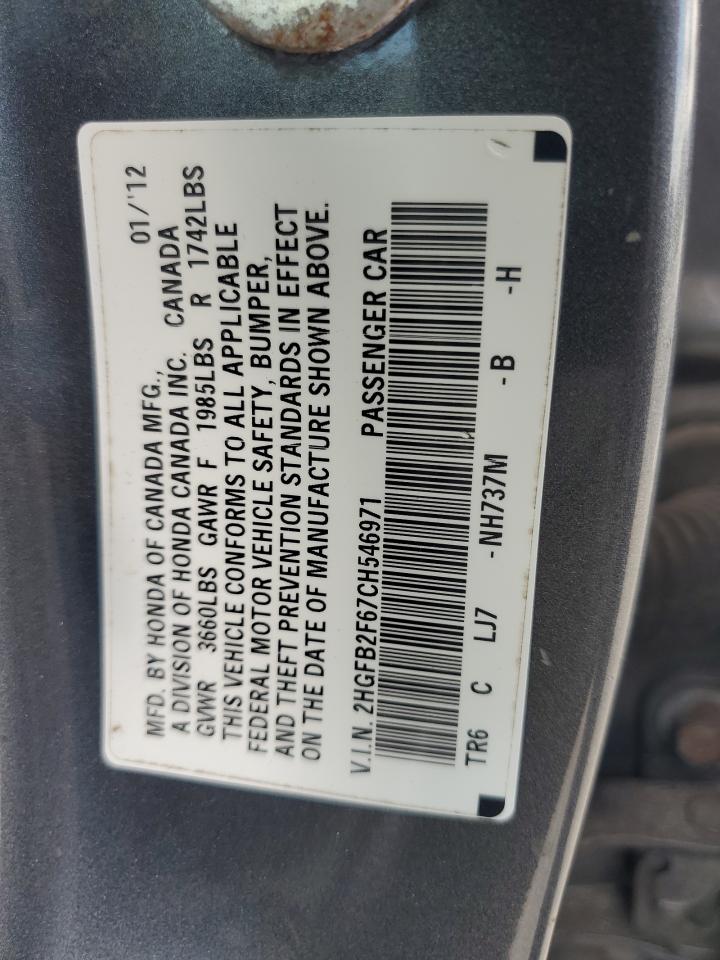 MFD. BY HONDA OF CANADA MFG., 01/'12
A DIVISION OF HONDA CANADA INC. CANADA
GVWR 3660LBS GAWR F 1985LBS R 1742LBS
THIS VEHICLE CONFORMS TO ALL APPLICABLE
FEDERAL MOTOR VEHICLE SAFETY, BUMPER,
AND THEFT PREVENTION STANDARDS IN EFFECT
ON THE DATE OF MANUFACTURE SHOWN ABOVE.
V.I.N. 2HGFB2F67CH546971 PASSENGER CAR
TR6 C LJ7 -NH737M -B -H